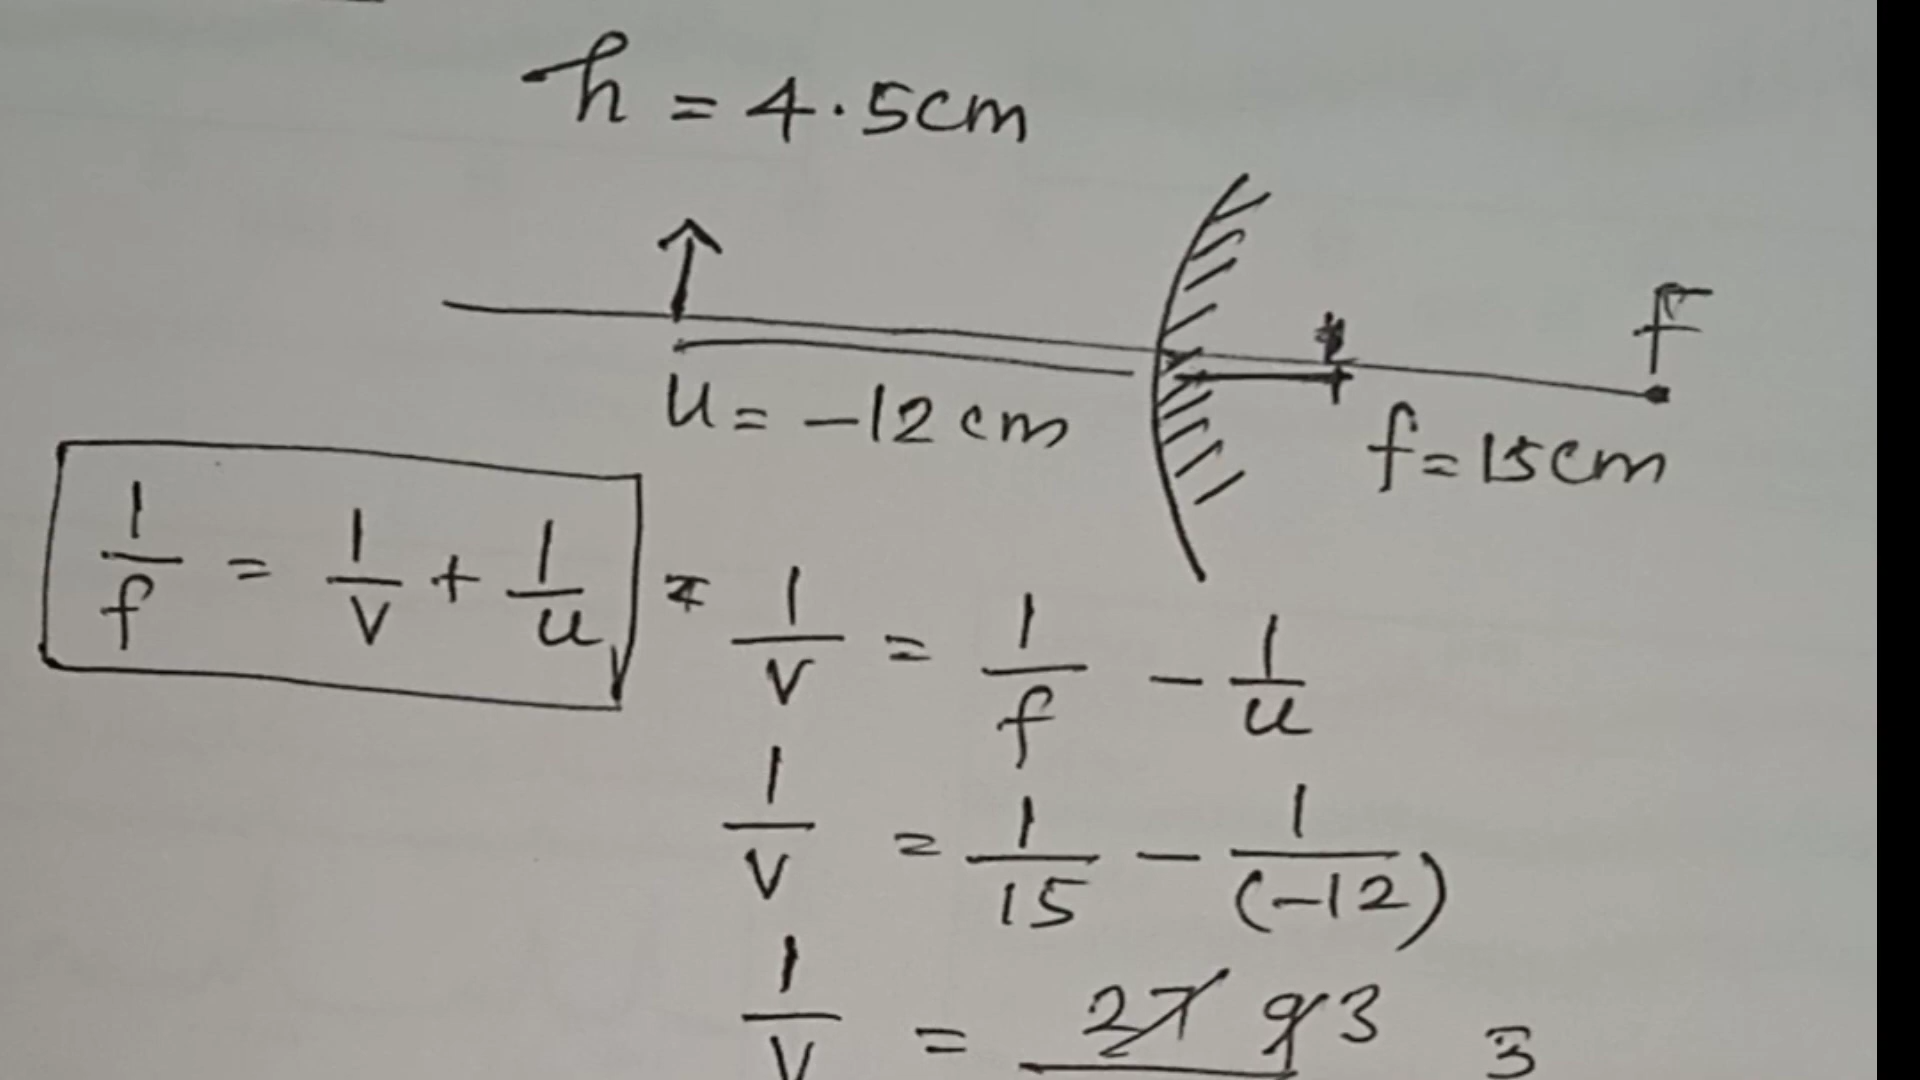 h = 4.5cm
F
u = -12 cm
f = 15cm
1/f = 1/v + 1/u
1/v = 1/f - 1/u
1/v = 1/15 - 1/(-12)
1/v = 27 9 3 3